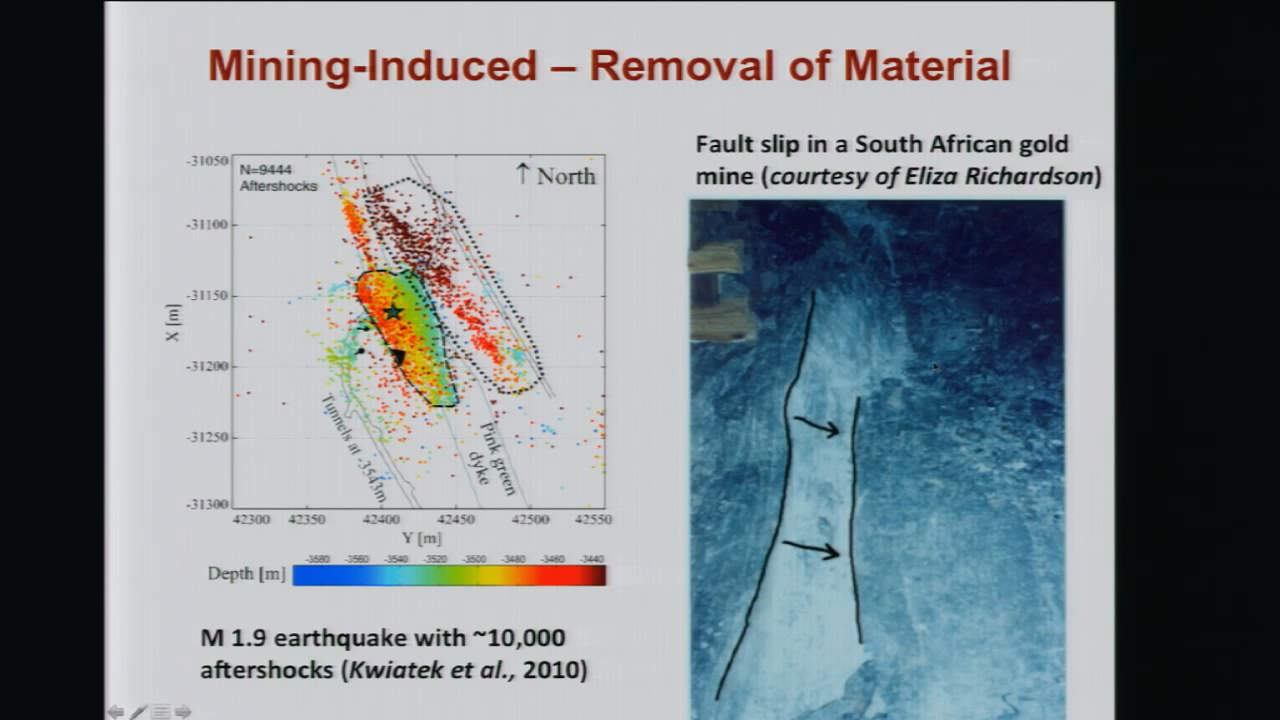 Mining-Induced – Removal of Material
Fault slip in a South African gold
mine (courtesy of Eliza Richardson)
N=9444
Aftershocks
↑ North
X [m]
-31050
-31100
-31150
-31200
-31250
-31300
Tunnels at -3543m
Pink green
dyke
42300 42350 42400 42450 42500 42550
Y [m]
-3580 -3560 -3540 -3520 -3500 -3480 -3460 -3440
Depth [m]
M 1.9 earthquake with ~10,000
aftershocks (Kwiatek et al., 2010)